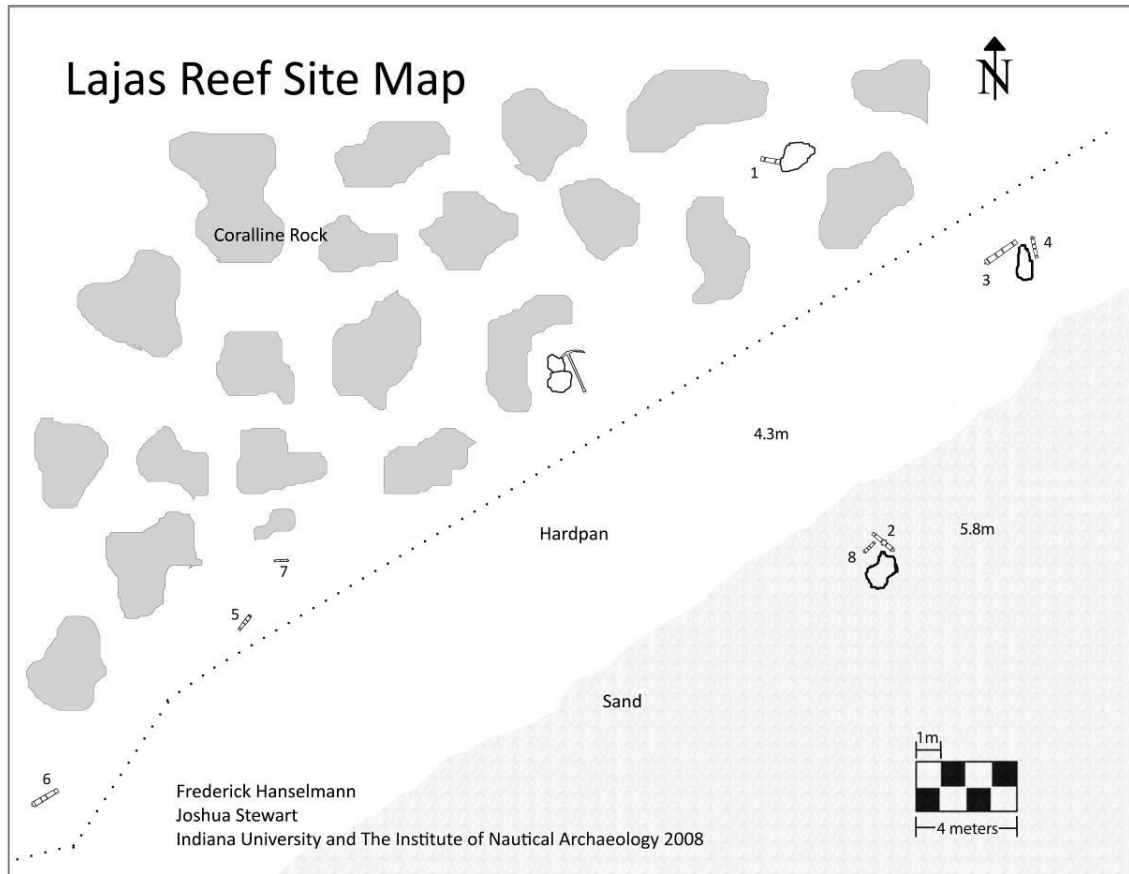 Lajas Reef Site Map
N
1
Coralline Rock
4
3
4.3m
Hardpan
2
5.8m
8
7
5
Sand
1m
6
Frederick Hanselmann
Joshua Stewart
Indiana University and The Institute of Nautical Archaeology 2008
4 meters